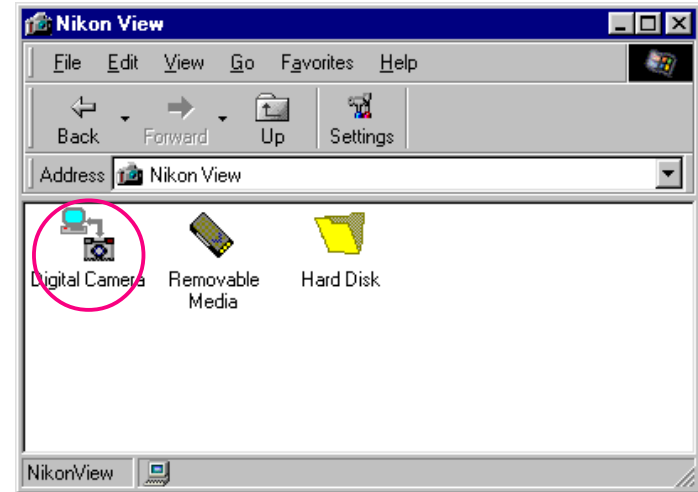 Nikon View
File Edit View Go Favorites Help
Back Forward Up Settings
Address Nikon View
Digital Camera Removable Media Hard Disk
NikonView